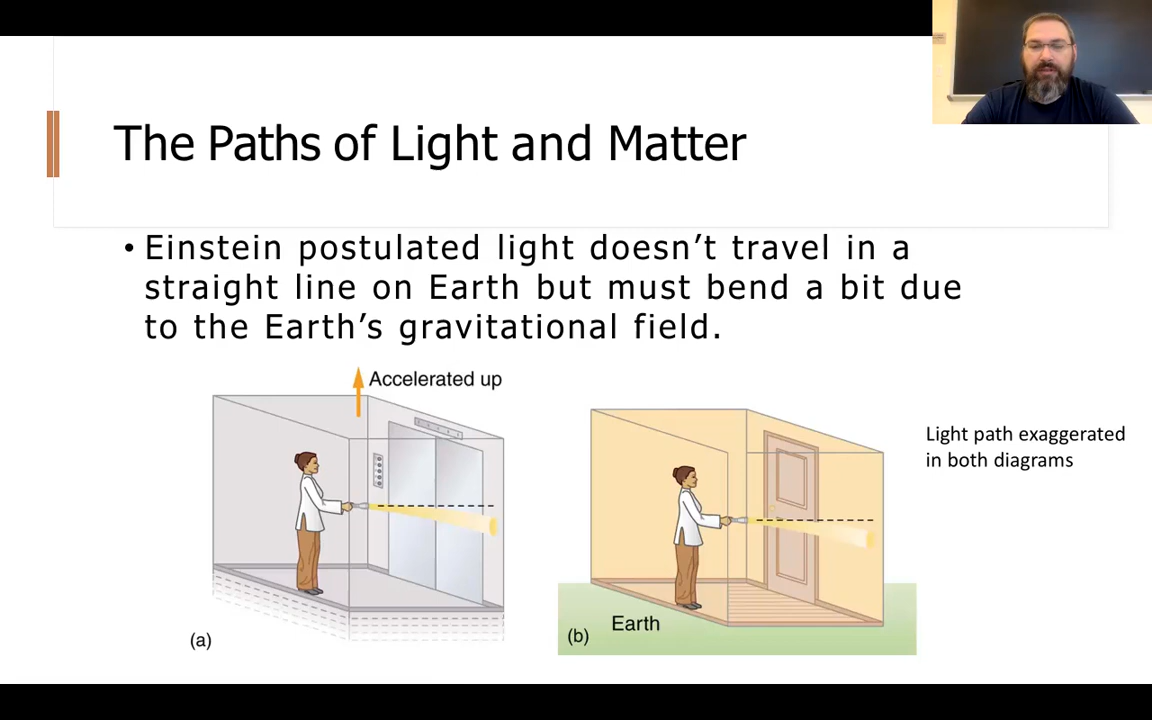 The Paths of Light and Matter
• Einstein postulated light doesn’t travel in a
straight line on Earth but must bend a bit due
to the Earth’s gravitational field.
Accelerated up
(a)
Earth
(b)
Light path exaggerated
in both diagrams